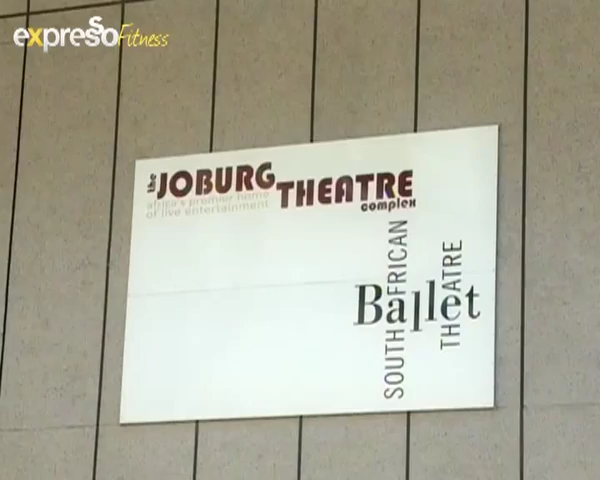 expresso Fitness
the JOBURG THEATRE
africa's premier home
of live entertainment
complex
SOUTH AFRICAN
Ballet
THEATRE